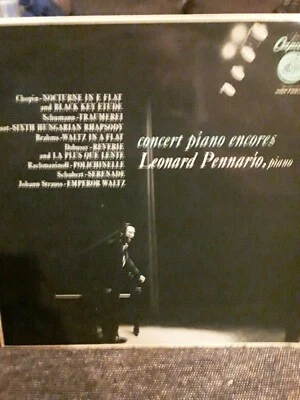 Chopin-NOCTURNE IN E FLAT
and BLACK KEY ETUDE
Schumann-TRAUMEREI
SIXTH HUNGARIAN RHAPSODY
Brahms-WALTZ IN A FLAT
Debussy-REVERIE
and LA PLUS QUE LENTE
Rachmaninoff-POLICHINELLE
Schubert-SERENADE
Johann Strauss-EMPEROR WALTZ
concert piano encores
Leonard Pennario, piano
Capitol